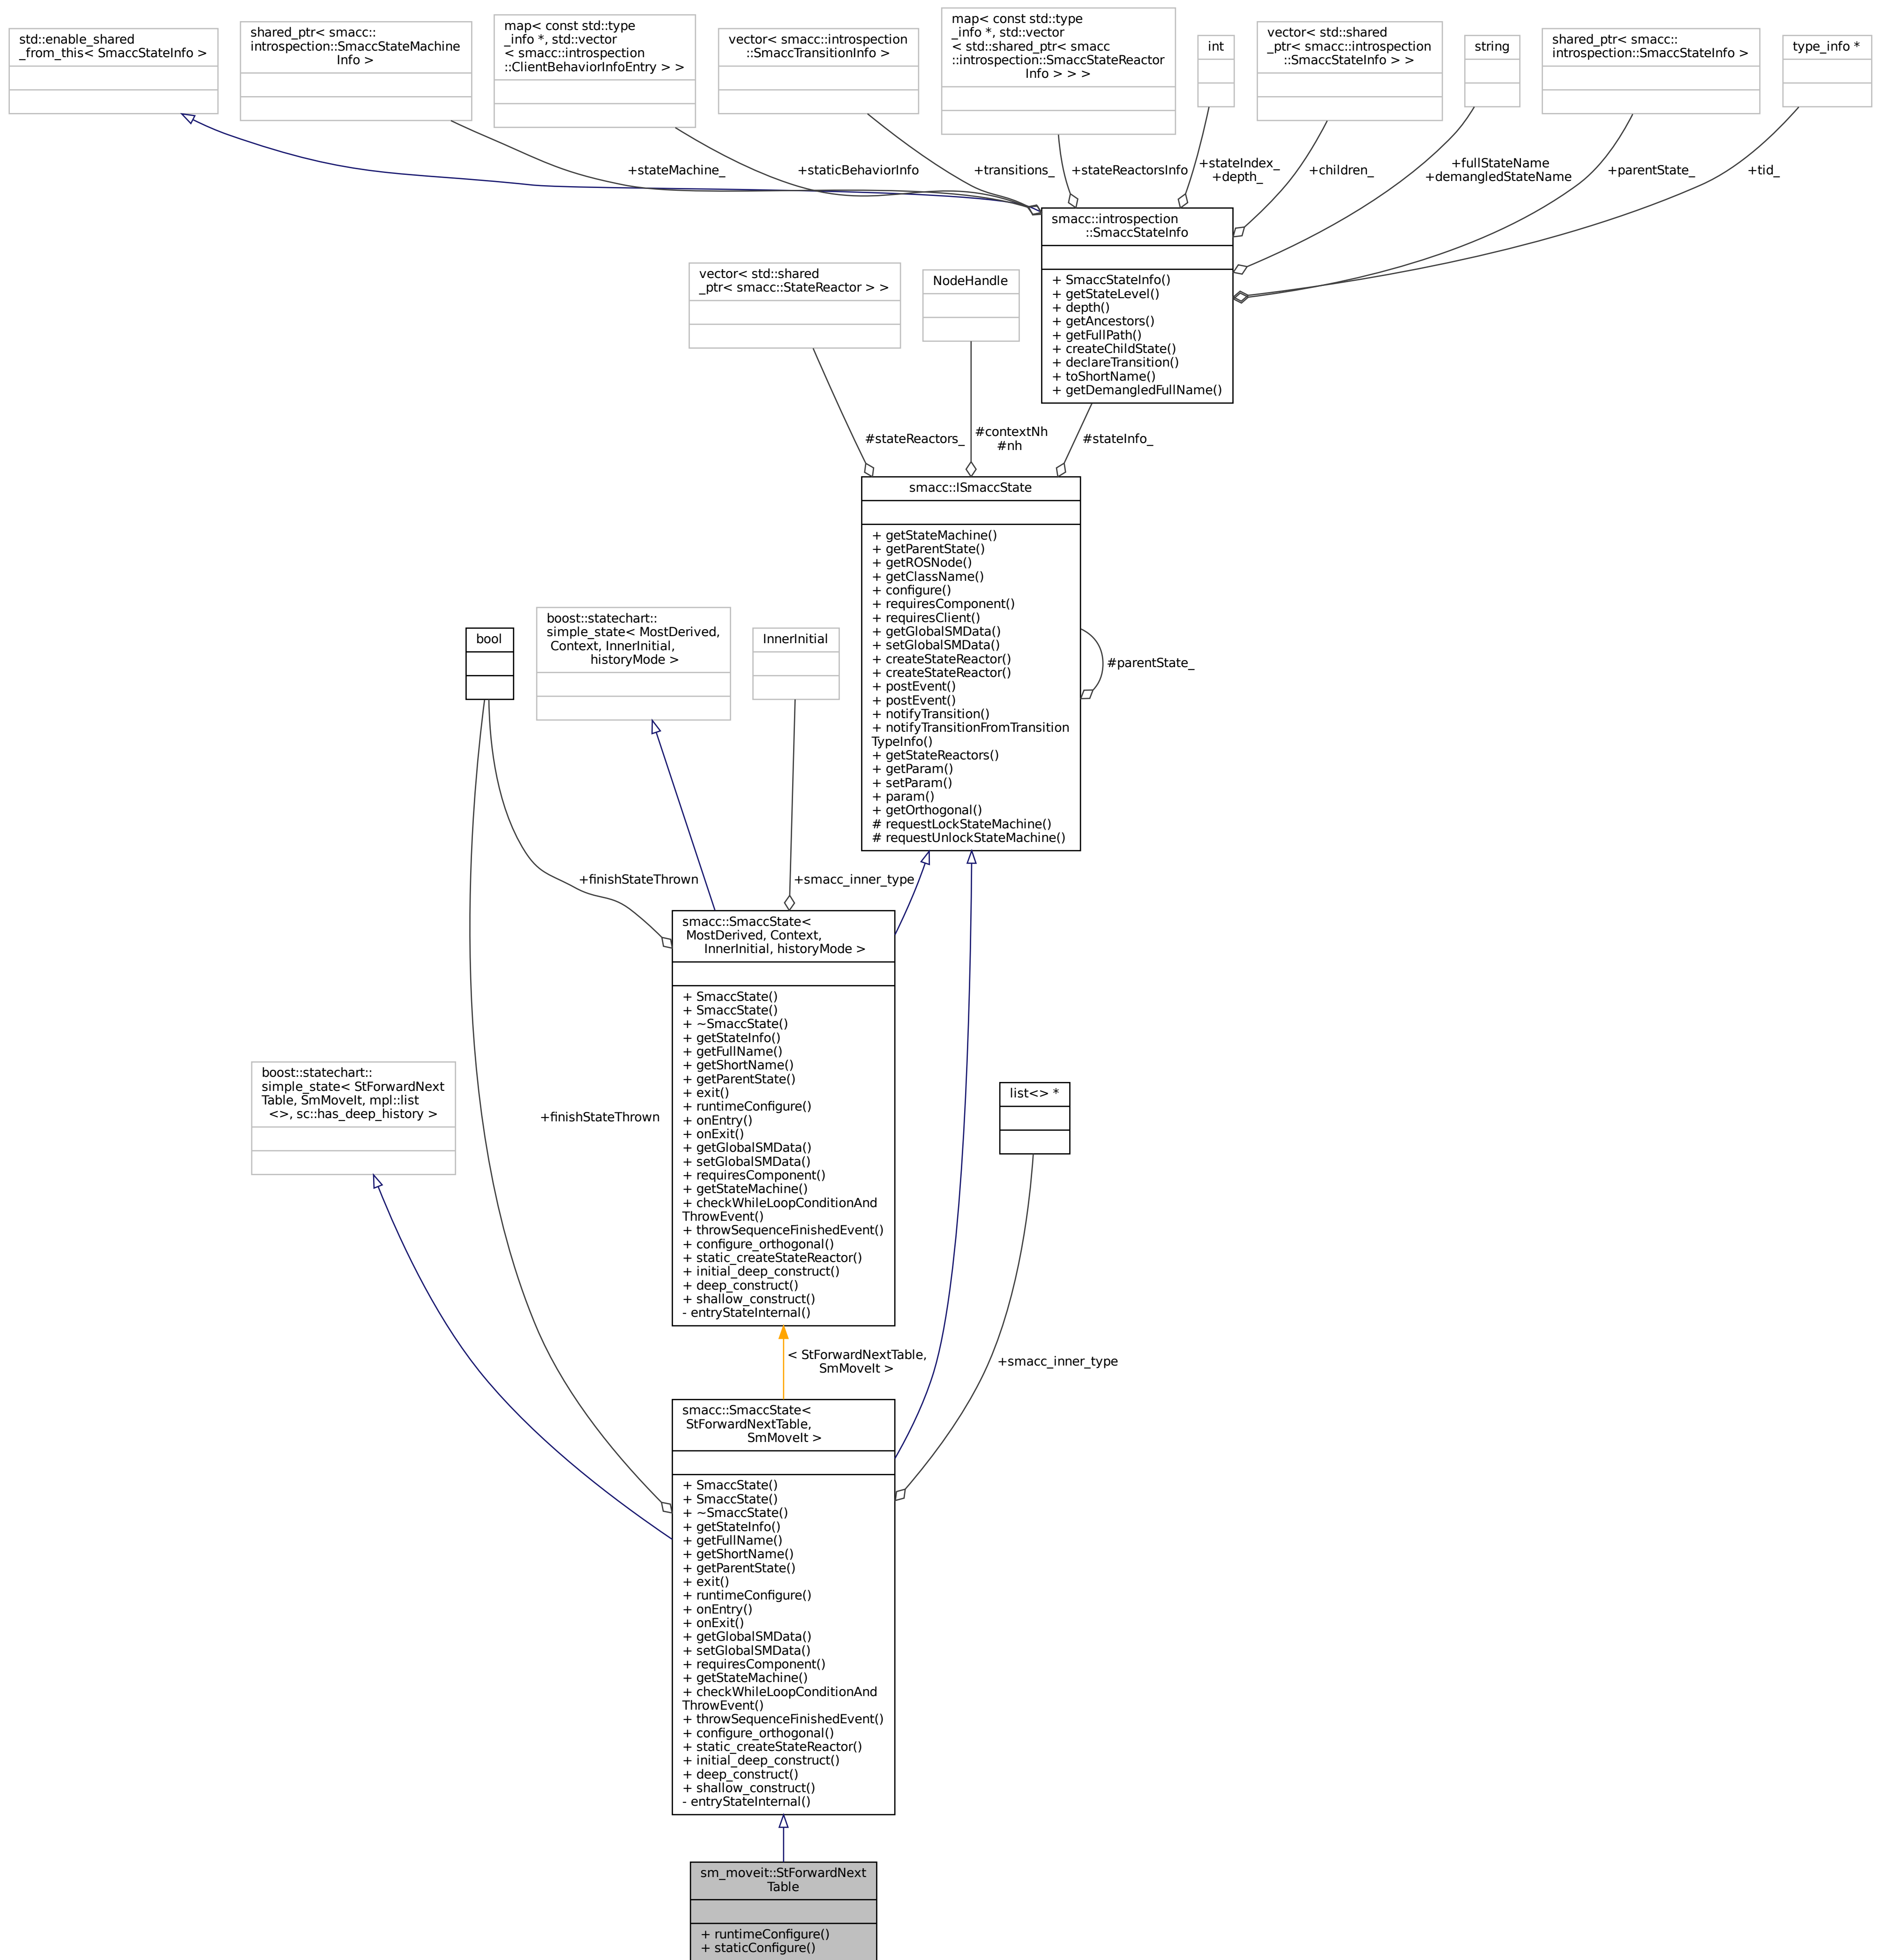 std::enable_shared
_from_this< SmaccStateInfo >
shared_ptr< smacc::
introspection::SmaccStateMachine
Info >
map< const std::type
_info *, std::vector
< smacc::introspection
::ClientBehaviorInfoEntry > >
vector< smacc::introspection
::SmaccTransitionInfo >
map< const std::type
_info *, std::vector
< std::shared_ptr< smacc
::introspection::SmaccStateReactor
Info > > >
int
vector< std::shared
_ptr< smacc::introspection
::SmaccStateInfo > >
string
shared_ptr< smacc::
introspection::SmaccStateInfo >
type_info *
+stateMachine_
+staticBehaviorInfo
+transitions_
+stateReactorsInfo
+stateIndex_
+depth_
+children_
+fullStateName
+demangledStateName
+parentState_
+tid_
smacc::introspection
::SmaccStateInfo
+ SmaccStateInfo()
+ getStateLevel()
+ depth()
+ getAncestors()
+ getFullPath()
+ createChildState()
+ declareTransition()
+ toShortName()
+ getDemangledFullName()
vector< std::shared
_ptr< smacc::StateReactor > >
NodeHandle
#stateReactors_
#contextNh
#nh
#stateInfo_
smacc::ISmaccState
+ getStateMachine()
+ getParentState()
+ getROSNode()
+ getClassName()
+ configure()
+ requiresComponent()
+ requiresClient()
+ getGlobalSMData()
+ setGlobalSMData()
+ createStateReactor()
+ createStateReactor()
+ postEvent()
+ postEvent()
+ notifyTransition()
+ notifyTransitionFromTransition
TypeInfo()
+ getStateReactors()
+ getParam()
+ setParam()
+ param()
+ getOrthogonal()
# requestLockStateMachine()
# requestUnlockStateMachine()
#parentState_
bool
boost::statechart::
simple_state< MostDerived,
Context, InnerInitial,
historyMode >
InnerInitial
+finishStateThrown
+smacc_inner_type
smacc::SmaccState<
MostDerived, Context,
InnerInitial, historyMode >
+ SmaccState()
+ SmaccState()
+ ~SmaccState()
+ getStateInfo()
+ getFullName()
+ getShortName()
+ getParentState()
+ exit()
+ runtimeConfigure()
+ onEntry()
+ onExit()
+ getGlobalSMData()
+ setGlobalSMData()
+ requiresComponent()
+ getStateMachine()
+ checkWhileLoopConditionAnd
ThrowEvent()
+ throwSequenceFinishedEvent()
+ configure_orthogonal()
+ static_createStateReactor()
+ initial_deep_construct()
+ deep_construct()
+ shallow_construct()
- entryStateInternal()
boost::statechart::
simple_state< StForwardNext
Table, SmMoveIt, mpl::list
<>, sc::has_deep_history >
+finishStateThrown
list<> *
< StForwardNextTable,
SmMoveIt >
+smacc_inner_type
smacc::SmaccState<
StForwardNextTable,
SmMoveIt >
+ SmaccState()
+ SmaccState()
+ ~SmaccState()
+ getStateInfo()
+ getFullName()
+ getShortName()
+ getParentState()
+ exit()
+ runtimeConfigure()
+ onEntry()
+ onExit()
+ getGlobalSMData()
+ setGlobalSMData()
+ requiresComponent()
+ getStateMachine()
+ checkWhileLoopConditionAnd
ThrowEvent()
+ throwSequenceFinishedEvent()
+ configure_orthogonal()
+ static_createStateReactor()
+ initial_deep_construct()
+ deep_construct()
+ shallow_construct()
- entryStateInternal()
sm_moveit::StForwardNext
Table
+ runtimeConfigure()
+ staticConfigure()